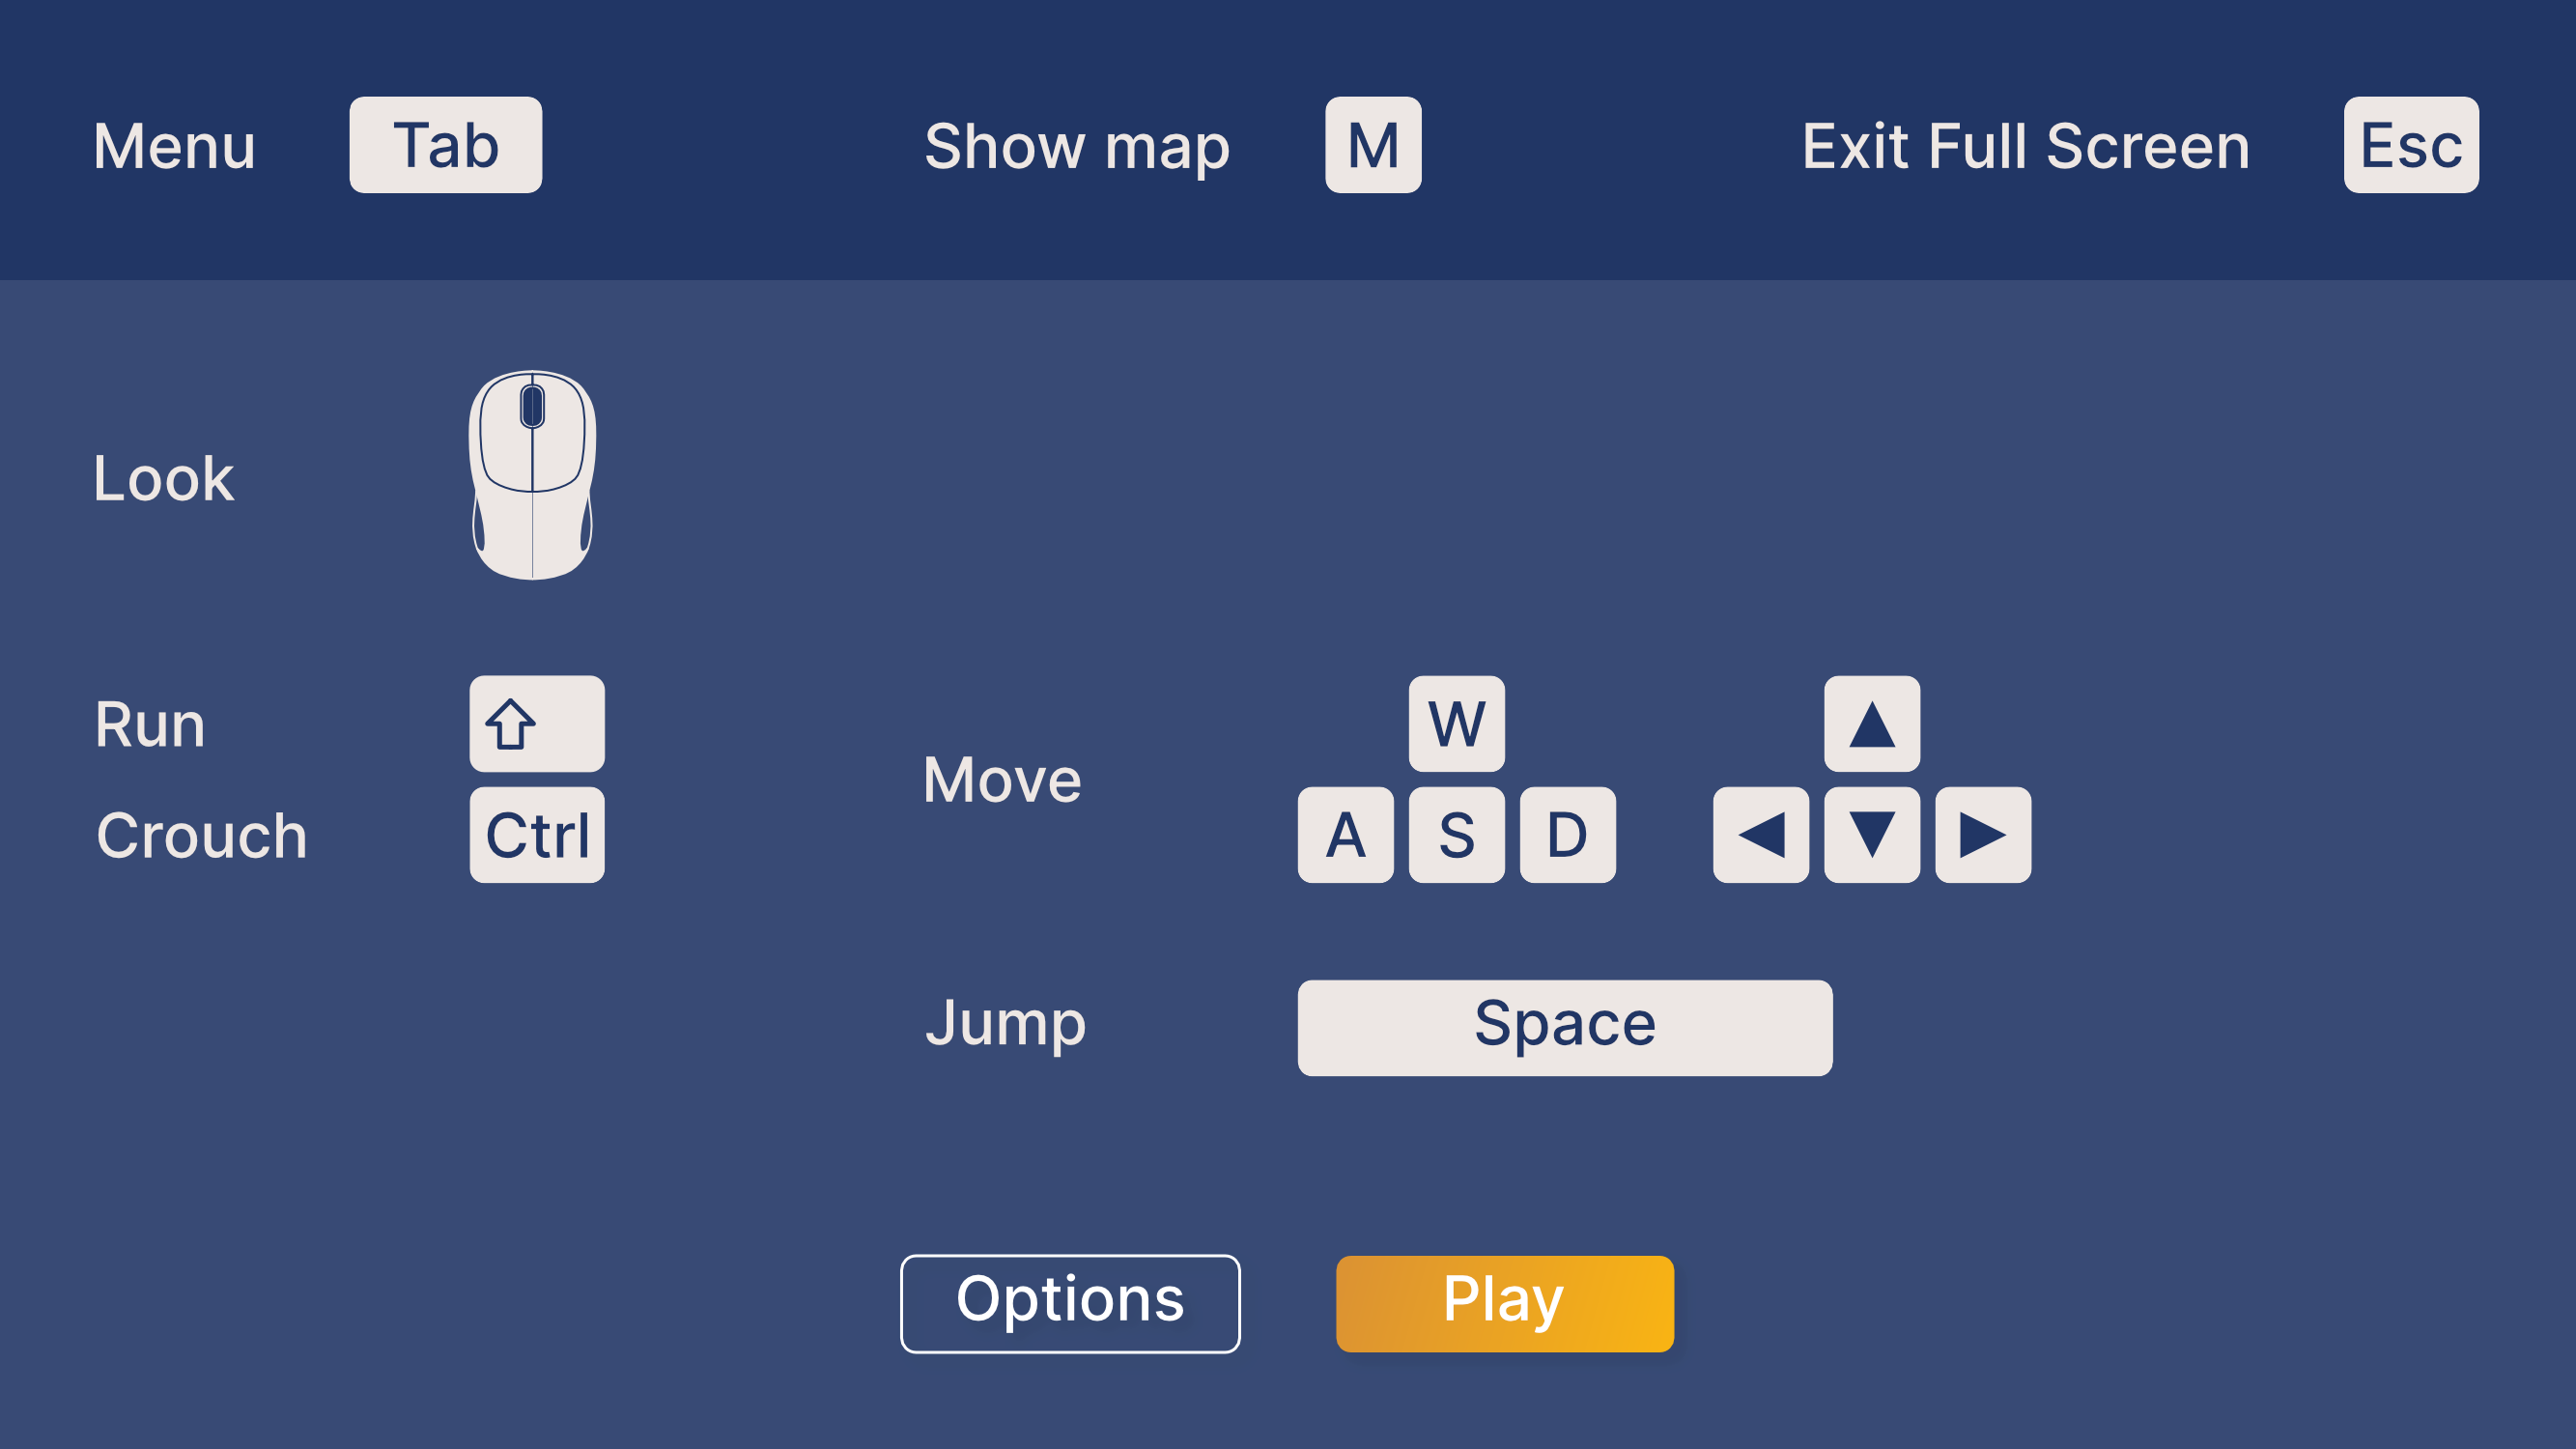 Menu Tab Show map M Exit Full Screen Esc
Look
Run
Crouch Ctrl
Move
W
A S D
Jump Space
Options Play